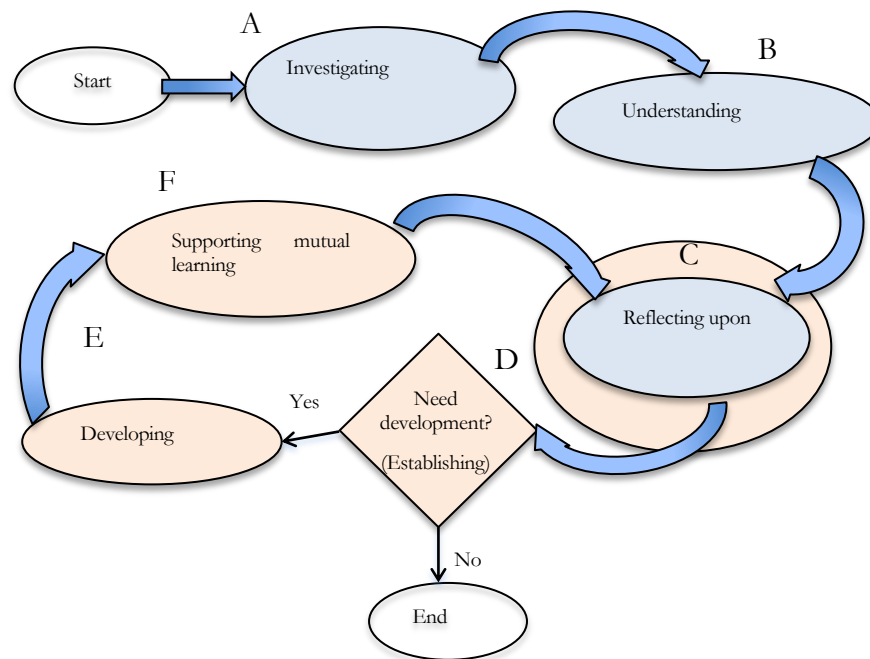 A
Start
Investigating
B
Understanding
F
Supporting mutual
learning
C
Reflecting upon
E
D
Need
development?
(Establishing)
Yes
Developing
No
End